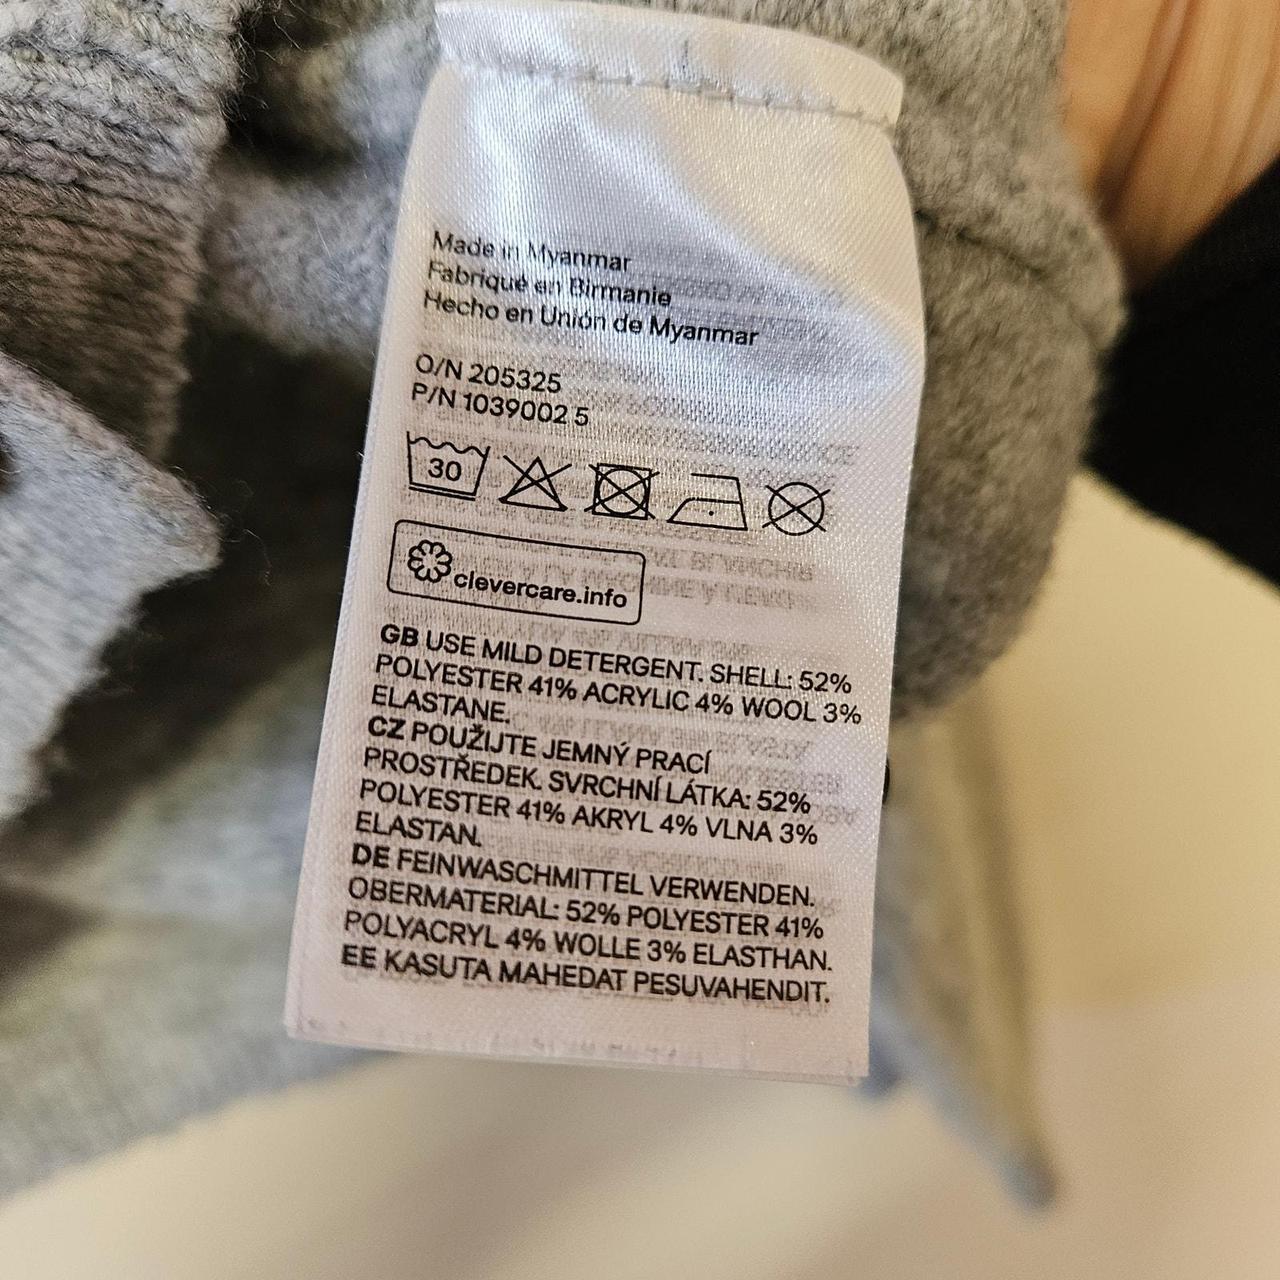 Made in Myanmar
Fabriqué en Birmanie
Hecho en Unión de Myanmar
O/N 205325
P/N 1039002 5
30
clevercare.info
GB USE MILD DETERGENT. SHELL: 52%
POLYESTER 41% ACRYLIC 4% WOOL 3%
ELASTANE.
CZ POUŽIJTE JEMNÝ PRACÍ
PROSTŘEDEK. SVRCHNÍ LÁTKA: 52%
POLYESTER 41% AKRYL 4% VLNA 3%
ELASTAN.
DE FEINWASCHMITTEL VERWENDEN.
OBERMATERIAL: 52% POLYESTER 41%
POLYACRYL 4% WOLLE 3% ELASTHAN.
EE KASUTA MAHEDAT PESUVAHENDIT.